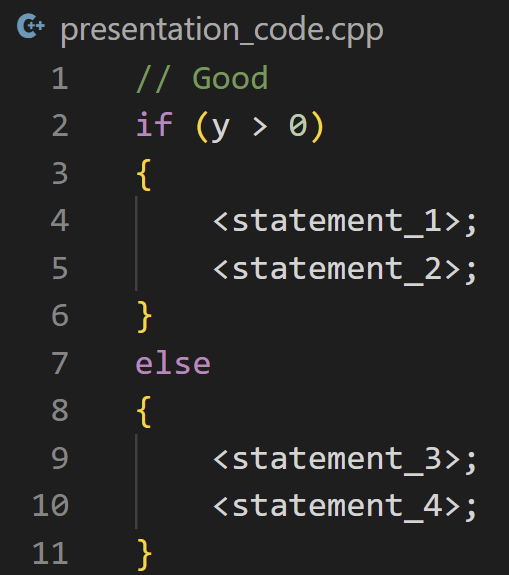 presentation_code.cpp
1 // Good
2 if (y > 0)
3 {
4     <statement_1>;
5     <statement_2>;
6 }
7 else
8 {
9     <statement_3>;
10     <statement_4>;
11 }